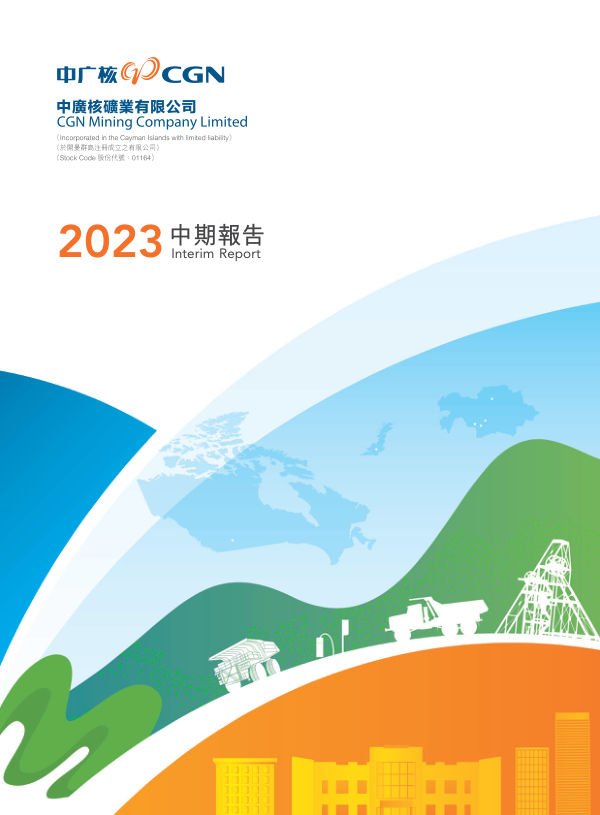 中广核 CGN
中廣核礦業有限公司
CGN Mining Company Limited
(Incorporated in the Cayman Islands with limited liability)
(於開曼群島注冊成立之有限公司)
(Stock Code 股份代號：01164)
2023 中期報告
Interim Report